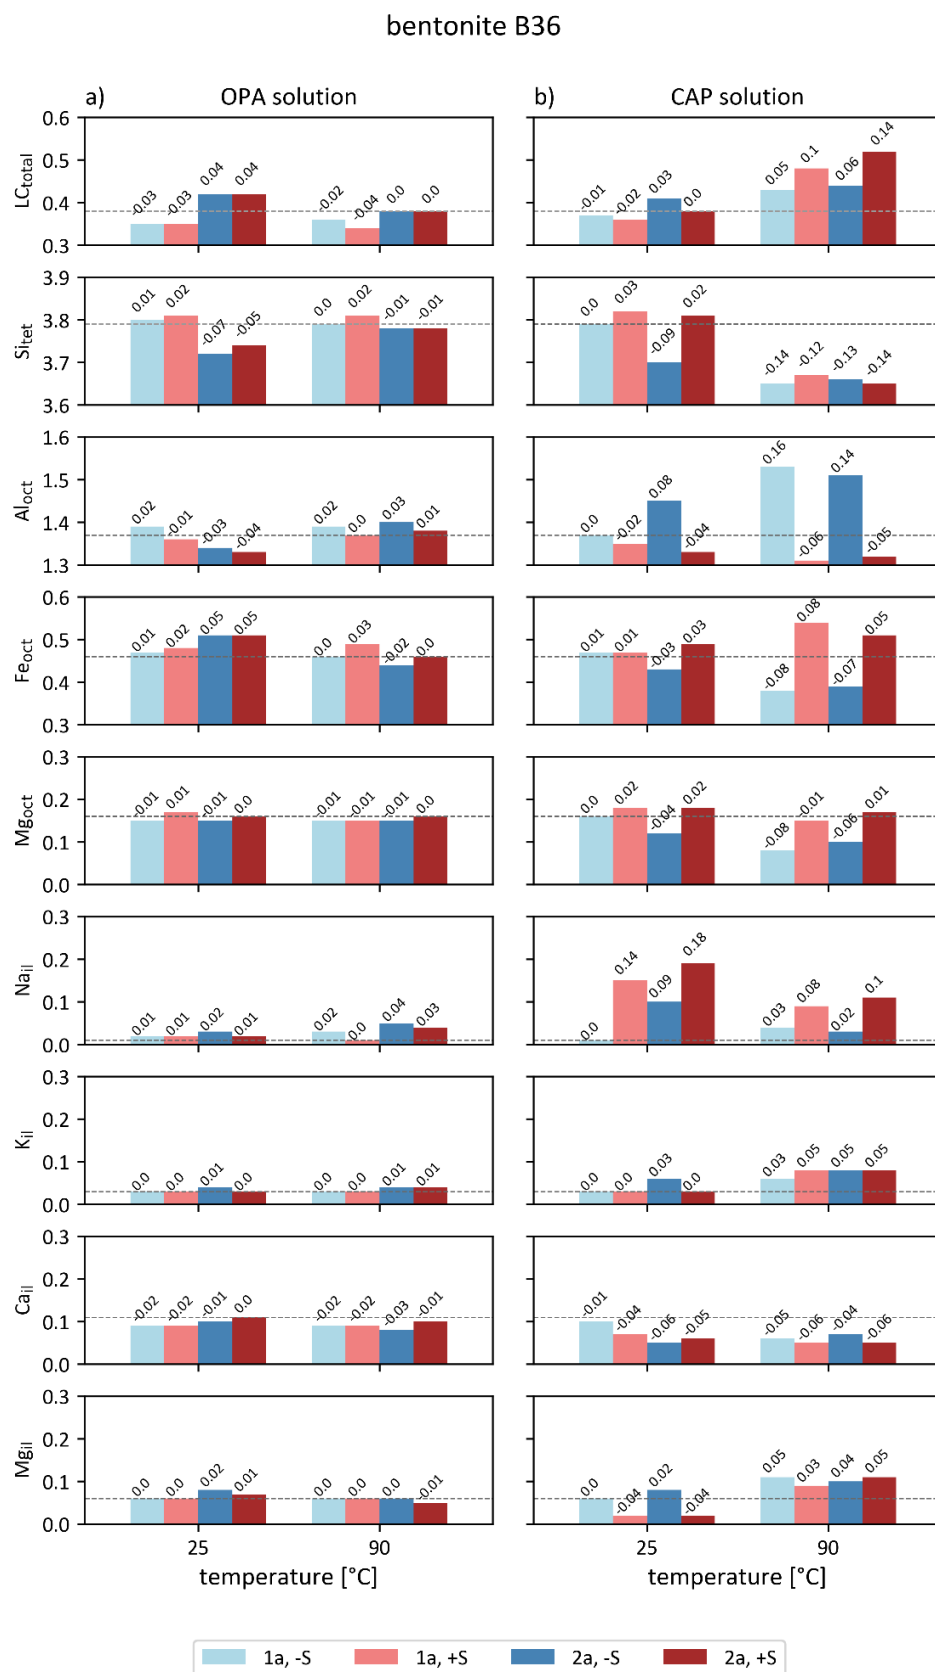 bentonite B36
a) OPA solution b) CAP solution
LCtotal
0.6
0.5
0.4
0.3
-0.03 -0.03 0.04 0.04 -0.02 -0.04 0.0 0.0
-0.01 -0.02 0.03 0.0 0.05 0.1 0.06 0.14
Sitet
3.9
3.8
3.7
3.6
0.01 0.02 -0.07 -0.05 0.0 0.02 -0.01 -0.01
0.0 0.03 -0.09 0.02 -0.14 -0.12 -0.13 -0.14
Aloct
1.6
1.5
1.4
1.3
0.02 -0.01 -0.03 -0.04 0.02 0.0 0.03 0.01
0.0 -0.02 0.08 -0.04 0.16 -0.06 0.14 -0.05
Feoct
0.6
0.5
0.4
0.3
0.01 0.02 0.05 0.05 0.0 0.03 -0.02 0.0
0.01 0.01 -0.03 0.03 -0.08 0.08 -0.07 0.05
Mgoct
0.3
0.2
0.1
0.0
-0.01 0.01 -0.01 0.0 -0.01 -0.01 -0.01 0.0
0.0 0.02 -0.04 0.02 -0.08 -0.01 -0.06 0.01
Nail
0.3
0.2
0.1
0.0
0.01 0.01 0.02 0.01 0.02 0.0 0.04 0.03
0.0 0.14 0.09 0.18 0.03 0.08 0.02 0.1
Kil
0.3
0.2
0.1
0.0
0.0 0.0 0.01 0.0 0.0 0.0 0.01 0.01
0.0 0.0 0.03 0.0 0.03 0.05 0.05 0.05
Cail
0.3
0.2
0.1
0.0
-0.02 -0.02 -0.01 0.0 -0.02 -0.02 -0.03 -0.01
-0.01 -0.04 -0.06 -0.05 -0.05 -0.06 -0.04 -0.06
Mgil
0.3
0.2
0.1
0.0
0.0 0.0 0.02 0.01 0.0 0.0 0.0 -0.01
0.0 -0.04 0.02 -0.04 0.05 0.03 0.04 0.05
25 90 25 90
temperature [°C] temperature [°C]
1a, -S 1a, +S 2a, -S 2a, +S